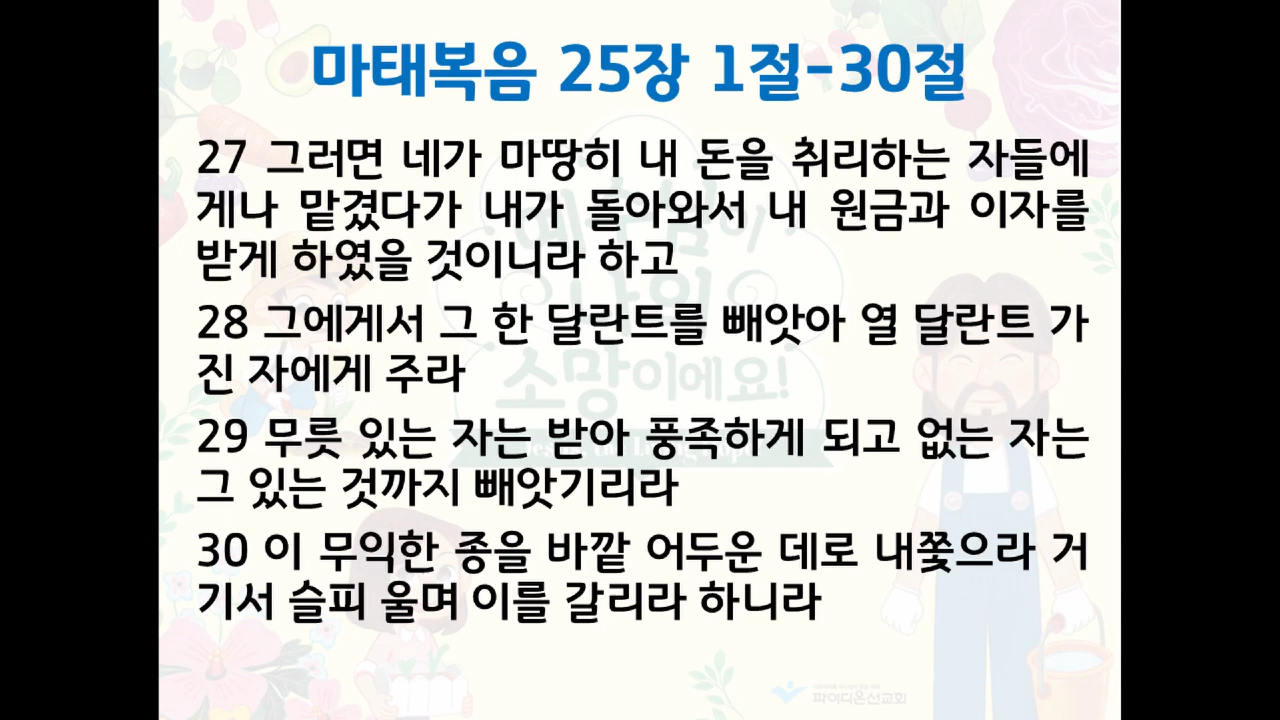 마태복음 25장 1절-30절
27 그러면 네가 마땅히 내 돈을 취리하는 자들에
게나 맡겼다가 내가 돌아와서 내 원금과 이자를
받게 하였을 것이니라 하고
28 그에게서 그 한 달란트를 빼앗아 열 달란트 가
진 자에게 주라
29 무릇 있는 자는 받아 풍족하게 되고 없는 자는
그 있는 것까지 빼앗기리라
30 이 무익한 종을 바깥 어두운 데로 내쫓으라 거
기서 슬피 울며 이를 갈리라 하니라
소망이에요!
파이디온선교회